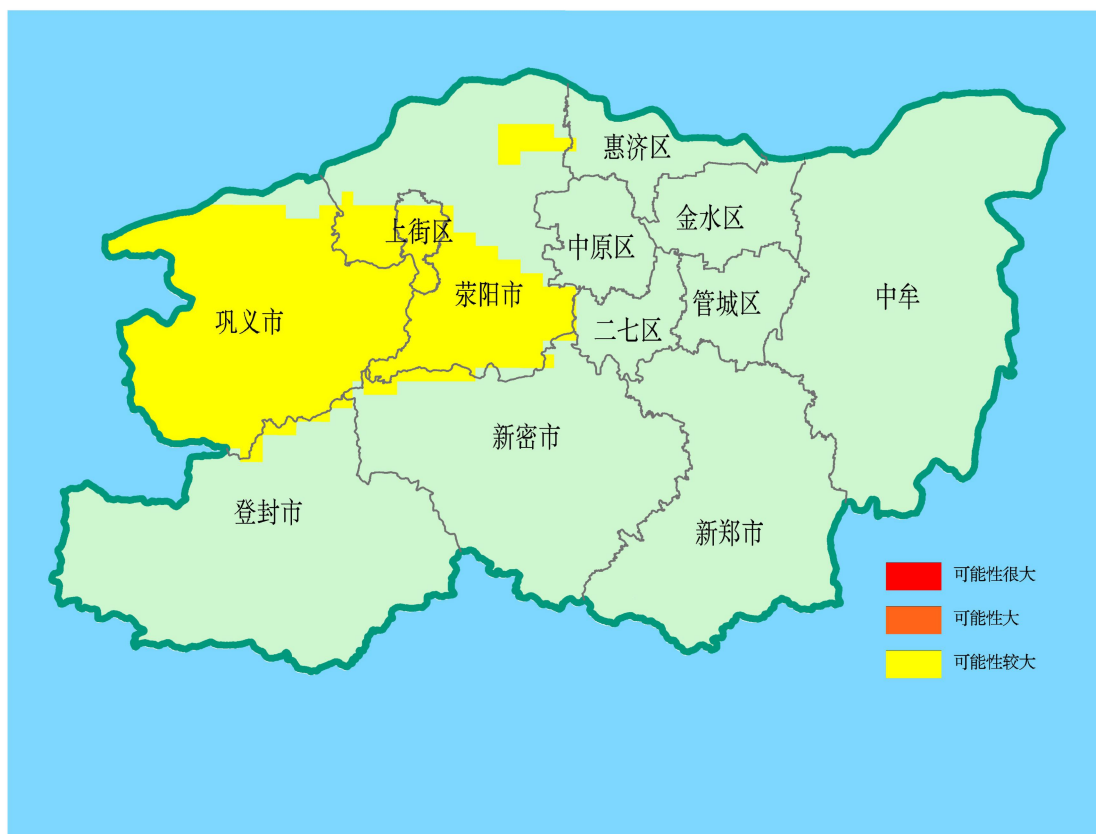 惠济区
金水区
上街区
中原区
荥阳市
中牟
管城区
巩义市
二七区
新密市
登封市
新郑市
可能性很大
可能性大
可能性较大